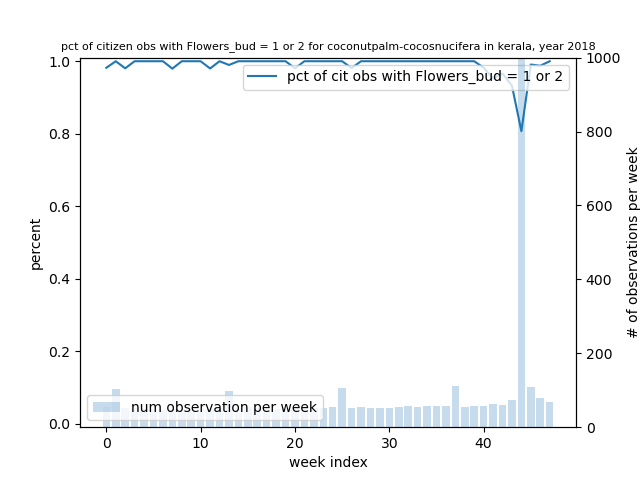 pct of citizen obs with Flowers_bud = 1 or 2 for coconutpalm-cocosnucifera in kerala, year 2018
pct of cit obs with Flowers_bud = 1 or 2
num observation per week
percent
1.0
0.8
0.6
0.4
0.2
0.0
0 10 20 30 40
week index
1000
800
600
400
200
0
# of observations per week